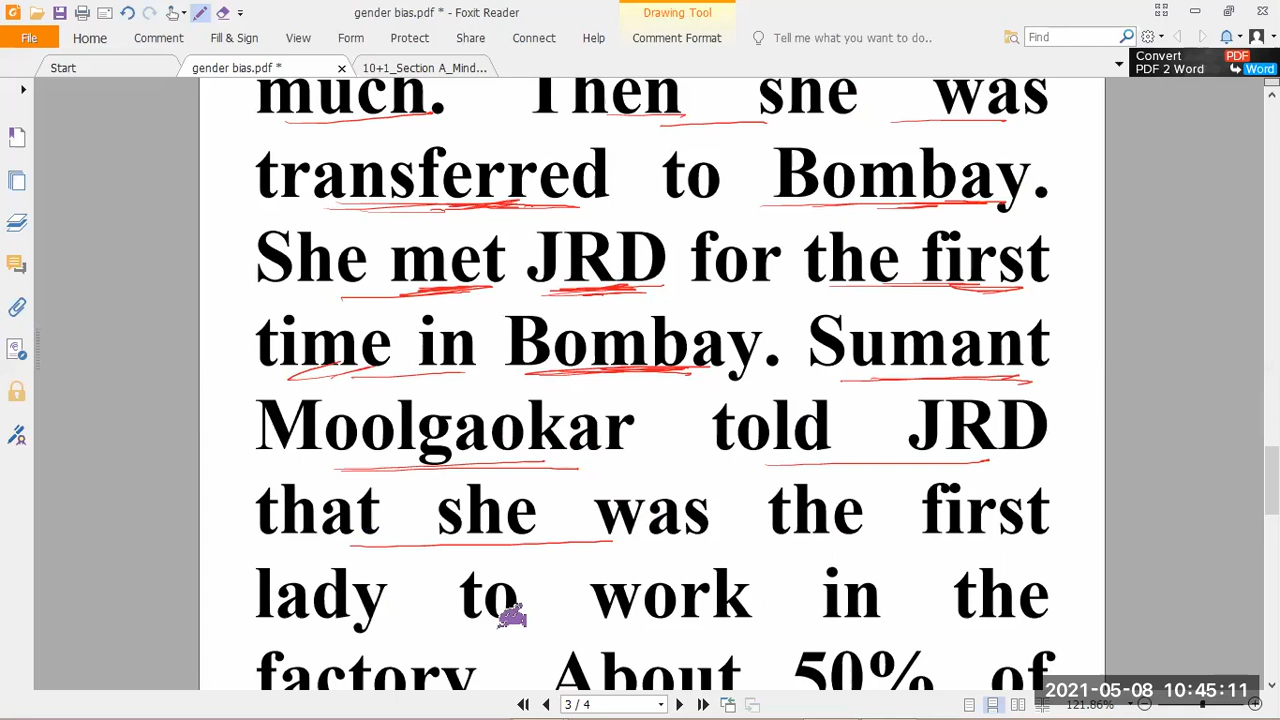 gender bias.pdf * - Foxit Reader
Drawing Tool
File Home Comment Fill & Sign View Form Protect Share Connect Help Comment Format Tell me what you want to do.. Find
Start gender bias.pdf * 10+1_Section A_Mind... Convert PDF
PDF 2 Word Word
much. Then she was
transferred to Bombay.
She met JRD for the first
time in Bombay. Sumant
Moolgaokar told JRD
that she was the first
lady to work in the
factory. About 50% of
3 / 4
2021-05-08 10:45:11
121.86%